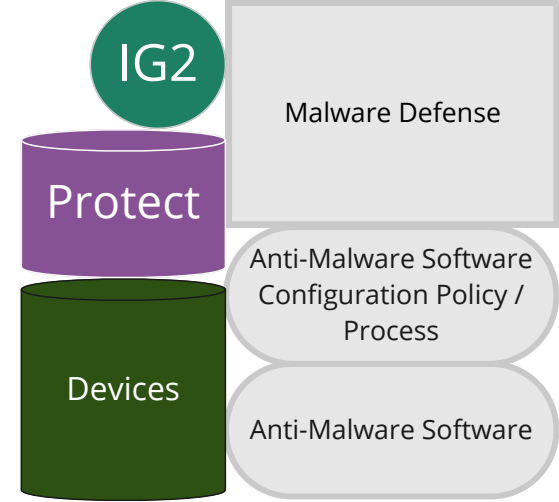 IG2
Malware Defense
Protect
Anti-Malware Software
Configuration Policy /
Process
Devices
Anti-Malware Software